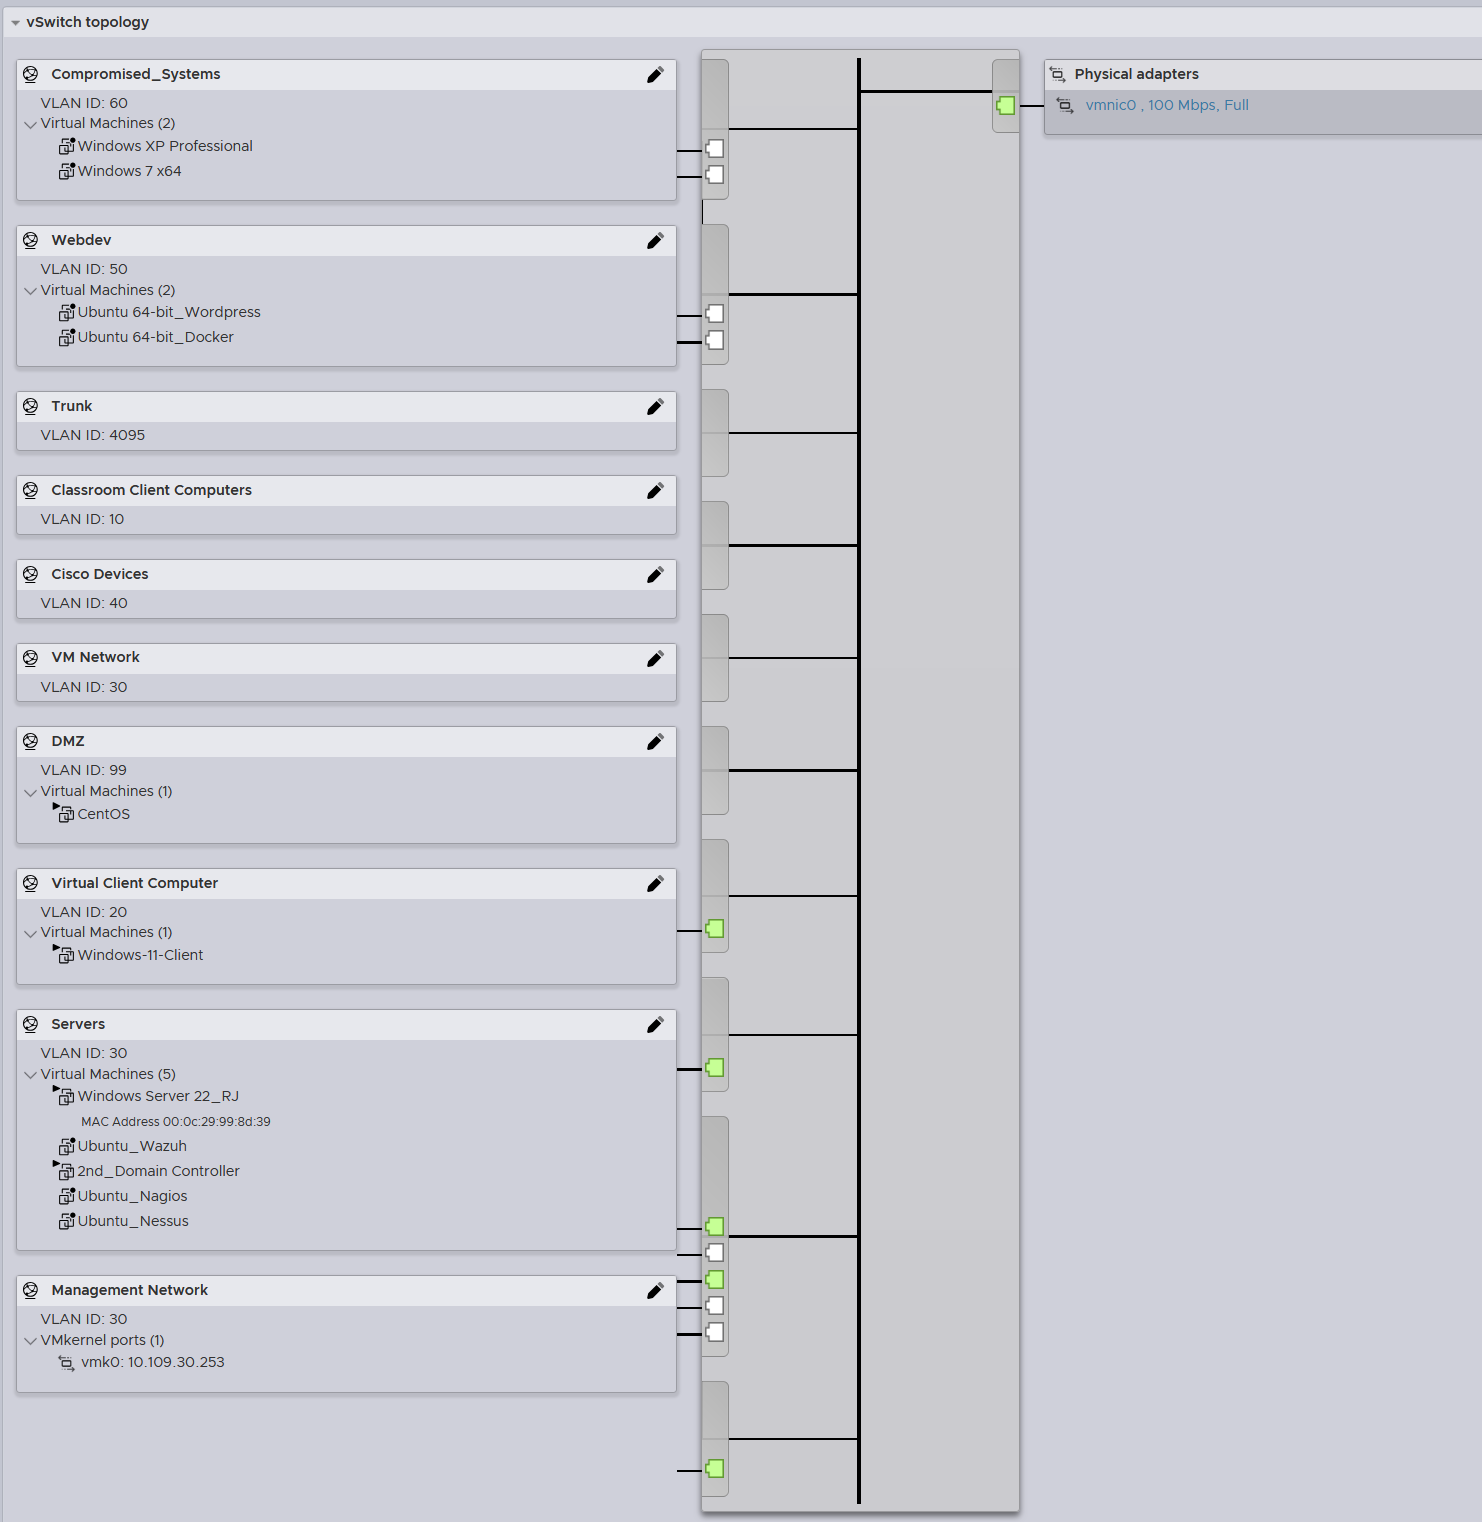 vSwitch topology
Compromised_Systems
VLAN ID: 60
Virtual Machines (2)
Windows XP Professional
Windows 7 x64
Webdev
VLAN ID: 50
Virtual Machines (2)
Ubuntu 64-bit_Wordpress
Ubuntu 64-bit_Docker
Trunk
VLAN ID: 4095
Classroom Client Computers
VLAN ID: 10
Cisco Devices
VLAN ID: 40
VM Network
VLAN ID: 30
DMZ
VLAN ID: 99
Virtual Machines (1)
CentOS
Virtual Client Computer
VLAN ID: 20
Virtual Machines (1)
Windows-11-Client
Servers
VLAN ID: 30
Virtual Machines (5)
Windows Server 22_RJ
MAC Address 00:0c:29:99:8d:39
Ubuntu_Wazuh
2nd_Domain Controller
Ubuntu_Nagios
Ubuntu_Nessus
Management Network
VLAN ID: 30
VMkernel ports (1)
vmk0: 10.109.30.253
Physical adapters
vmnic0 , 100 Mbps, Full